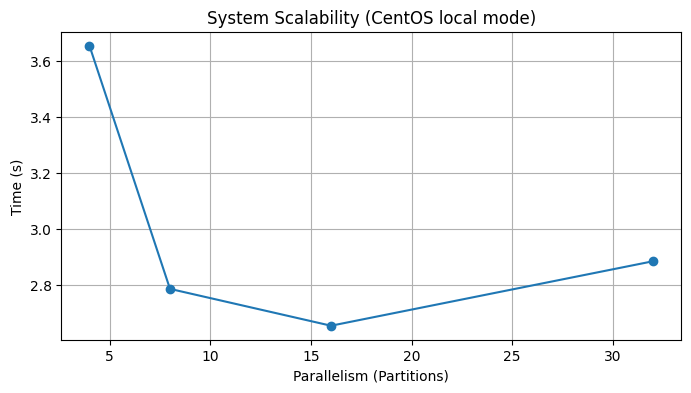 System Scalability (CentOS local mode)
Time (s)
3.6
3.4
3.2
3.0
2.8
5 10 15 20 25 30
Parallelism (Partitions)